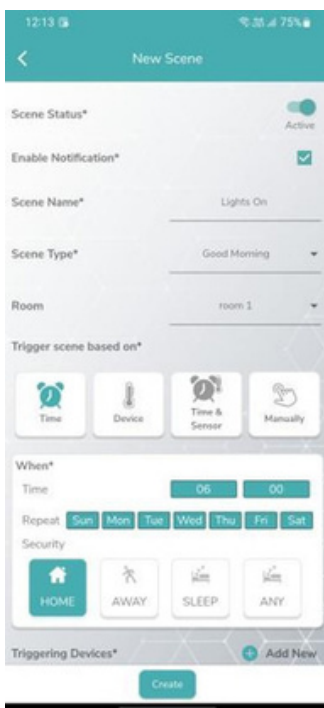 12:13 75%
New Scene
Scene Status*
Active
Enable Notification*
Scene Name* Lights On
Scene Type* Good Morning
Room room 1
Trigger scene based on*
Time Device Time & Sensor Manually
When*
Time 06 00
Repeat Sun Mon Tue Wed Thu Fri Sat
Security
HOME AWAY SLEEP ANY
Triggering Devices* Add New
Create